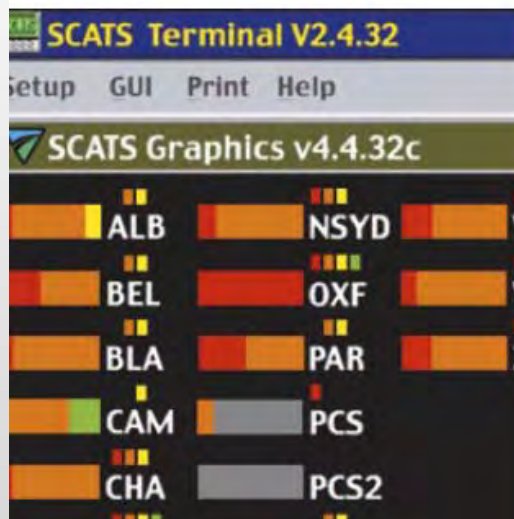 SCATS Terminal V2.4.32
Setup GUI Print Help
SCATS Graphics v4.4.32c
ALB NSYD
BEL OXF
BLA PAR
CAM PCS
CHA PCS2